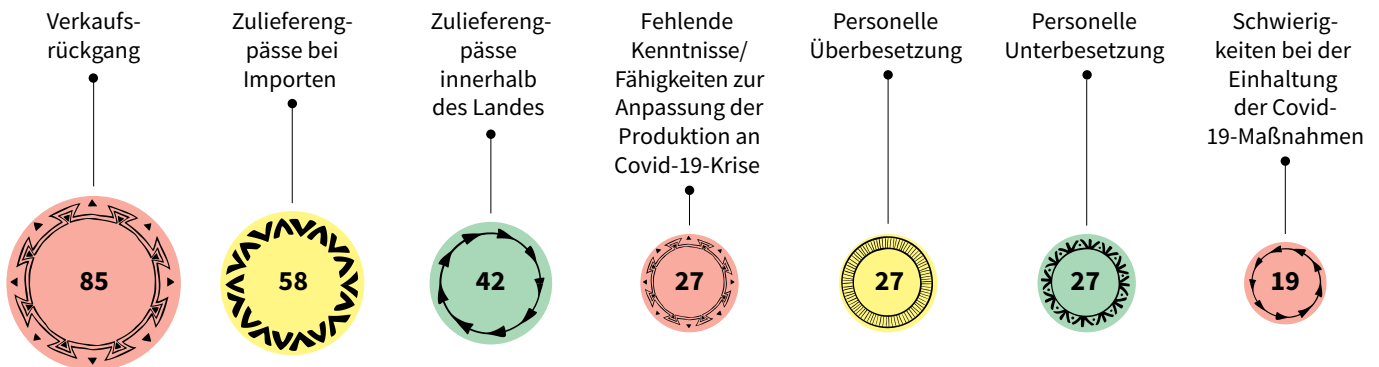 Verkaufs-
rückgang
85
Zuliefereng-
pässe bei
Importen
58
Zuliefereng-
pässe
innerhalb
des Landes
42
Fehlende
Kenntnisse/
Fähigkeiten zur
Anpassung der
Produktion an
Covid-19-Krise
27
Personelle
Überbesetzung
27
Personelle
Unterbesetzung
27
Schwierig-
keiten bei der
Einhaltung
der Covid-
19-Maßnahmen
19